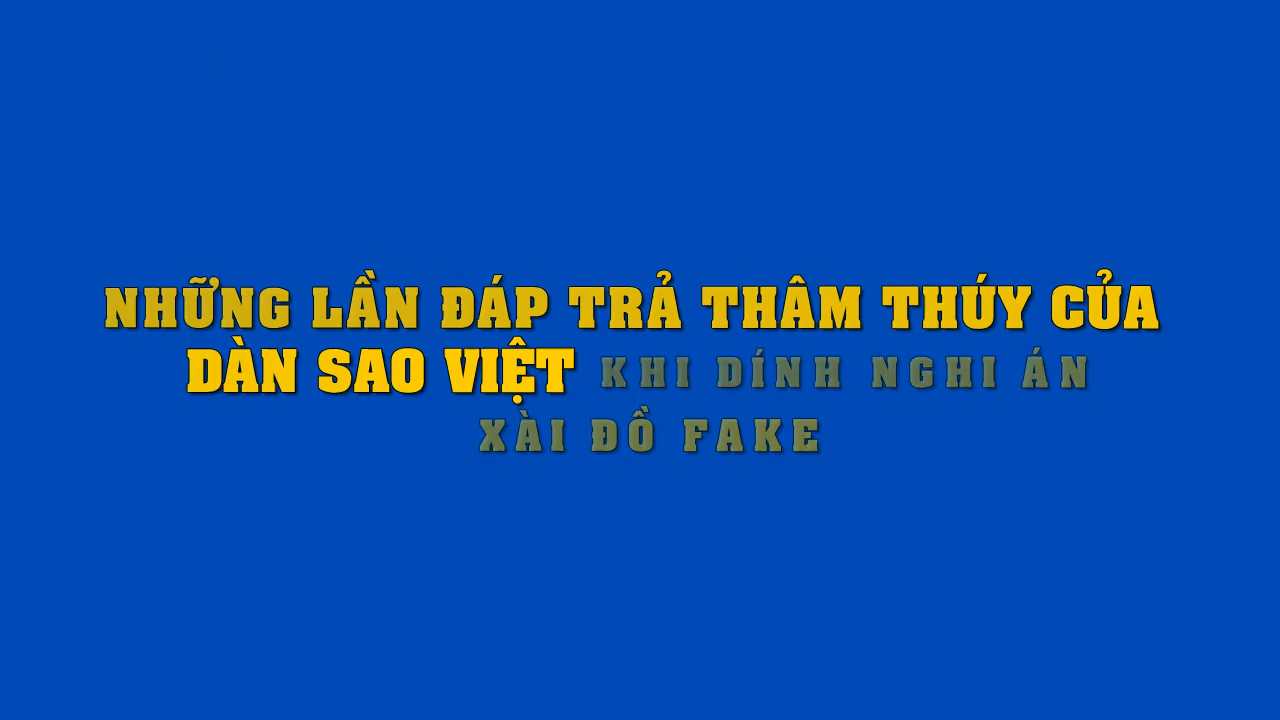 NHỮNG LẦN ĐÁP TRẢ THÂM THÚY CỦA
DÀN SAO VIỆT KHI DÍNH NGHI ÁN
XÀI ĐỒ FAKE